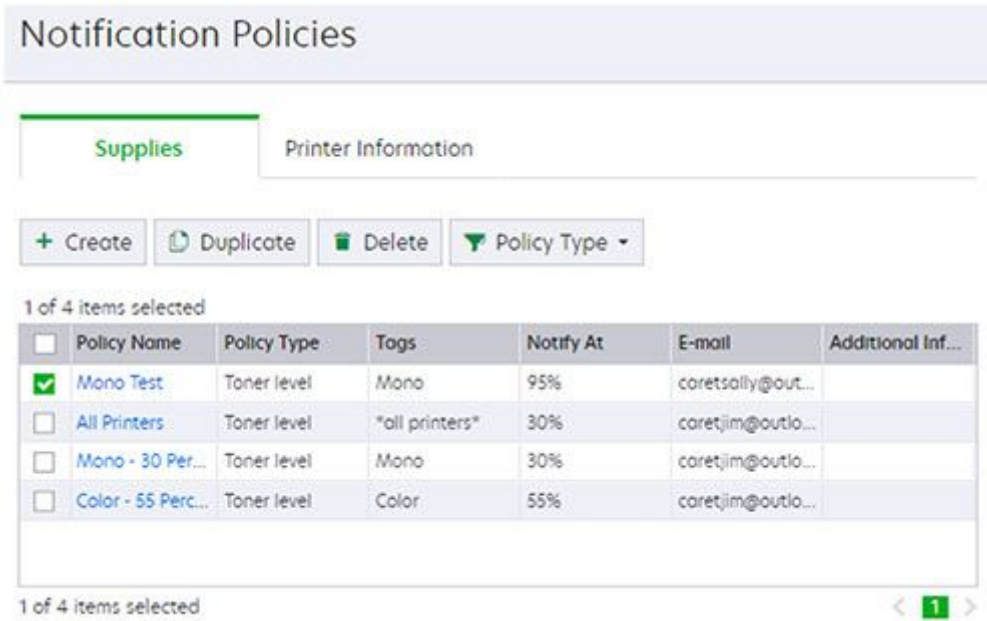 Notification Policies
Supplies Printer Information
+ Create Duplicate Delete Policy Type
1 of 4 items selected
Policy Name Policy Type Tags Notify At E-mail Additional Inf...
Mono Test Toner level Mono 95% caretsally@out...
All Printers Toner level *all printers* 30% caretjim@outlo...
Mono - 30 Per... Toner level Mono 30% caretjim@outlo...
Color - 55 Perc... Toner level Color 55% caretjim@outlo...
1 of 4 items selected < 1 >